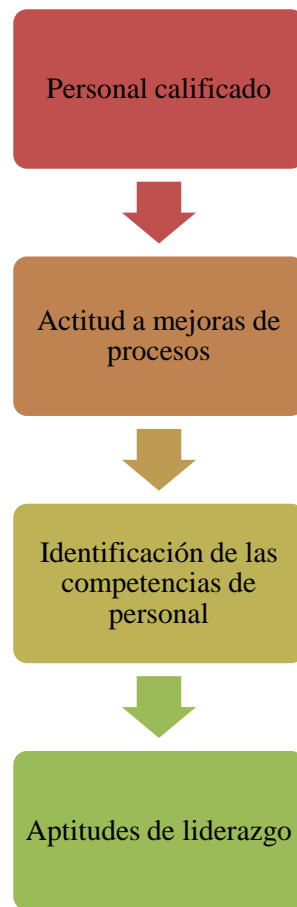 Personal calificado
Actitud a mejoras de
procesos
Identificación de las
competencias de
personal
Aptitudes de liderazgo